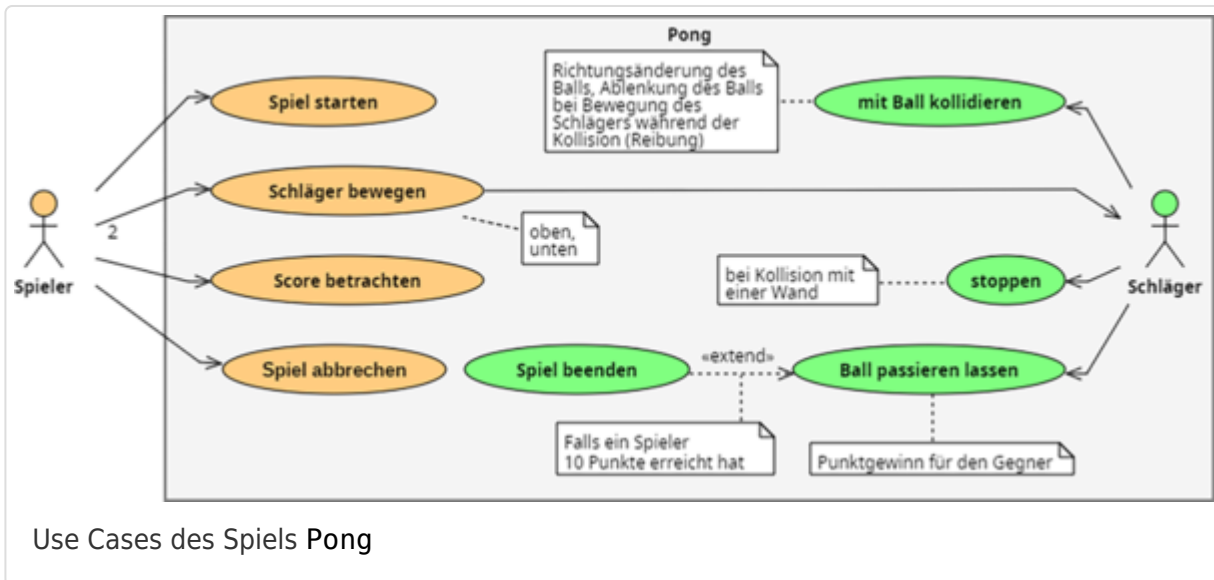 Pong
Richtungsänderung des
Balls, Ablenkung des Balls
bei Bewegung des
Schlägers während der
Kollision (Reibung)
Spiel starten
mit Ball kollidieren
Schläger bewegen
2
oben,
unten
Spieler
Score betrachten
bei Kollision mit
einer Wand
stoppen
Schläger
Spiel abbrechen
Spiel beenden
«extend»
Ball passieren lassen
Falls ein Spieler
10 Punkte erreicht hat
Punktgewinn für den Gegner
Use Cases des Spiels Pong